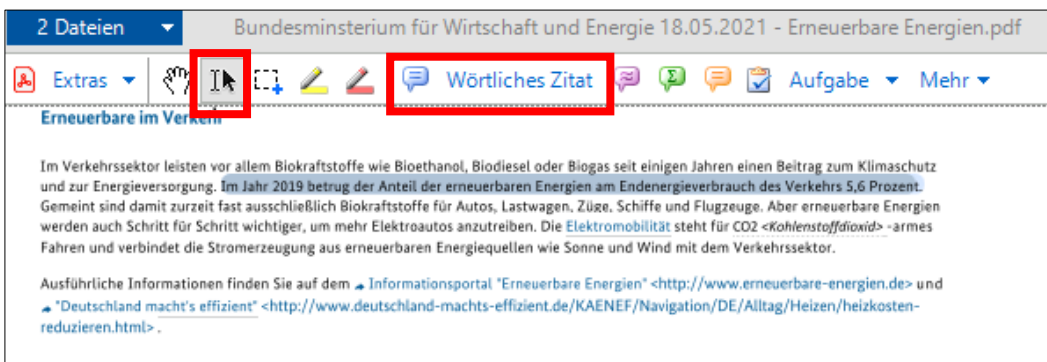 2 Dateien Bundesminsterium für Wirtschaft und Energie 18.05.2021 - Erneuerbare Energien.pdf
Extras Wörtliches Zitat Aufgabe Mehr
Erneuerbare im Verkehr
Im Verkehrssektor leisten vor allem Biokraftstoffe wie Bioethanol, Biodiesel oder Biogas seit einigen Jahren einen Beitrag zum Klimaschutz
und zur Energieversorgung. Im Jahr 2019 betrug der Anteil der erneuerbaren Energien am Endenergieverbrauch des Verkehrs 5,6 Prozent.
Gemeint sind damit zurzeit fast ausschließlich Biokraftstoffe für Autos, Lastwagen, Züge, Schiffe und Flugzeuge. Aber erneuerbare Energien
werden auch Schritt für Schritt wichtiger, um mehr Elektroautos anzutreiben. Die Elektromobilität steht für CO2 <Kohlenstoffdioxid> -armes
Fahren und verbindet die Stromerzeugung aus erneuerbaren Energiequellen wie Sonne und Wind mit dem Verkehrssektor.
Ausführliche Informationen finden Sie auf dem Informationsportal "Erneuerbare Energien" <http://www.erneuerbare-energien.de> und
"Deutschland macht's effizient" <http://www.deutschland-machts-effizient.de/KAENEF/Navigation/DE/Alltag/Heizen/heizkosten-
reduzieren.html> .